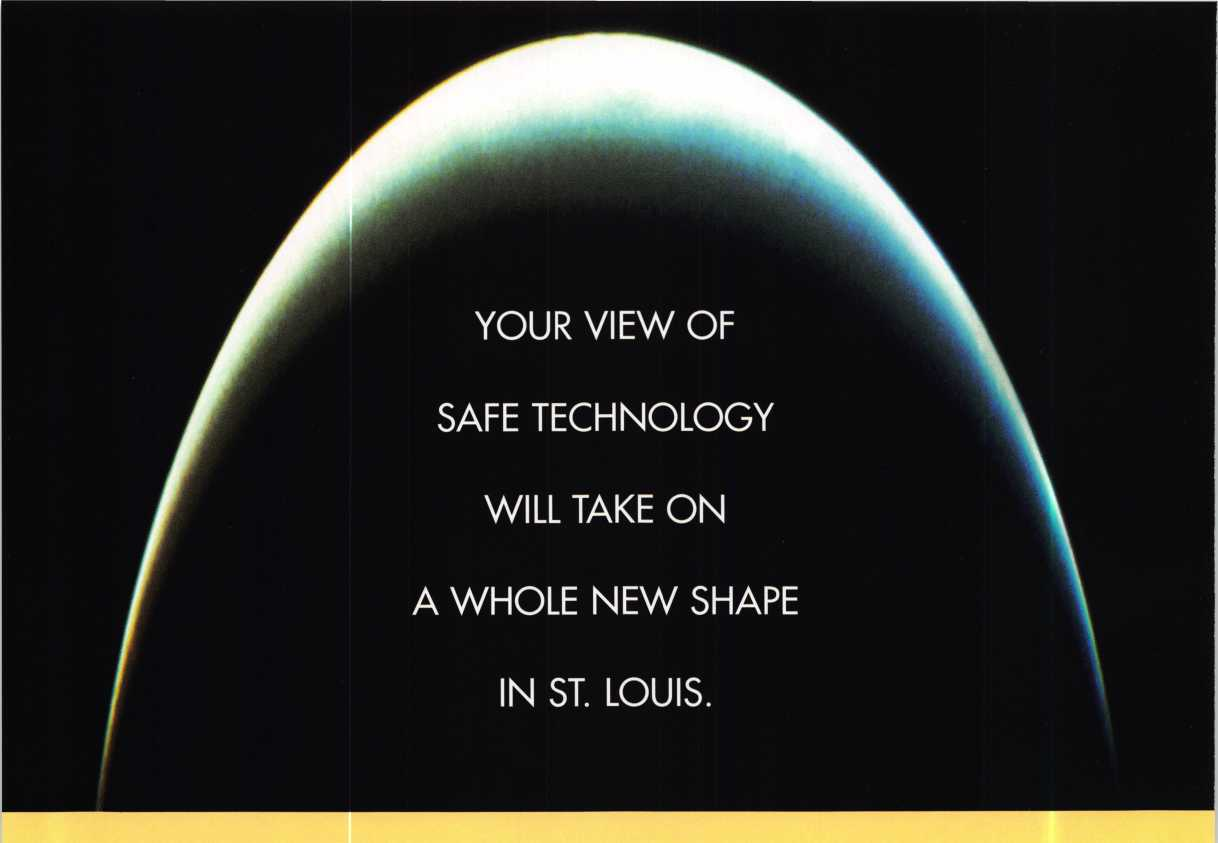 YOUR VIEW OF
SAFE TECHNOLOGY
WILL TAKE ON
A WHOLE NEW SHAPE
IN ST. LOUIS.